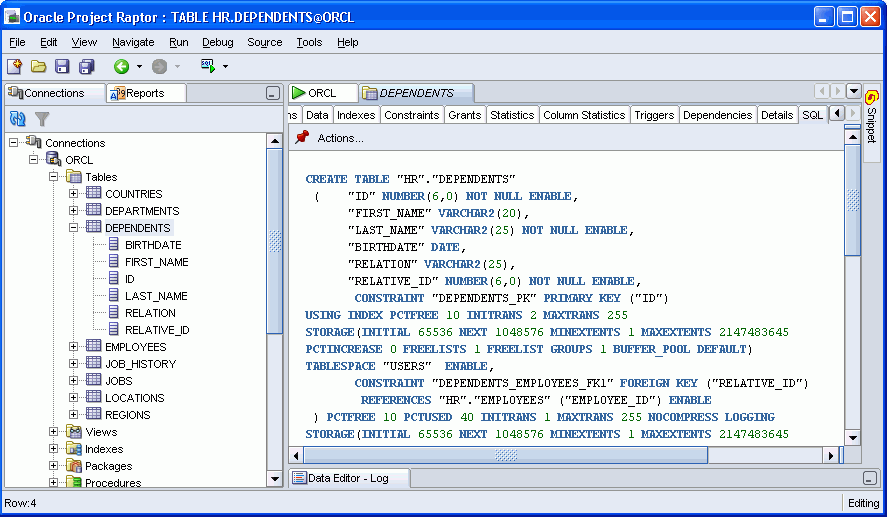 Oracle Project Raptor : TABLE HR.DEPENDENTS@ORCL
File Edit View Navigate Run Debug Source Tools Help
Connections Reports
Connections
ORCL
Tables
COUNTRIES
DEPARTMENTS
DEPENDENTS
BIRTHDATE
FIRST_NAME
ID
LAST_NAME
RELATION
RELATIVE_ID
EMPLOYEES
JOB_HISTORY
JOBS
LOCATIONS
REGIONS
Views
Indexes
Packages
Procedures
ORCL DEPENDENTS
ns Data Indexes Constraints Grants Statistics Column Statistics Triggers Dependencies Details SQL
Actions...
CREATE TABLE "HR"."DEPENDENTS"
( "ID" NUMBER(6,0) NOT NULL ENABLE,
"FIRST_NAME" VARCHAR2(20),
"LAST_NAME" VARCHAR2(25) NOT NULL ENABLE,
"BIRTHDATE" DATE,
"RELATION" VARCHAR2(25),
"RELATIVE_ID" NUMBER(6,0) NOT NULL ENABLE,
CONSTRAINT "DEPENDENTS_PK" PRIMARY KEY ("ID")
USING INDEX PCTFREE 10 INITRANS 2 MAXTRANS 255
STORAGE(INITIAL 65536 NEXT 1048576 MINEXTENTS 1 MAXEXTENTS 2147483645
PCTINCREASE 0 FREELISTS 1 FREELIST GROUPS 1 BUFFER_POOL DEFAULT)
TABLESPACE "USERS" ENABLE,
CONSTRAINT "DEPENDENTS_EMPLOYEES_FK1" FOREIGN KEY ("RELATIVE_ID")
REFERENCES "HR"."EMPLOYEES" ("EMPLOYEE_ID") ENABLE
) PCTFREE 10 PCTUSED 40 INITRANS 1 MAXTRANS 255 NOCOMPRESS LOGGING
STORAGE(INITIAL 65536 NEXT 1048576 MINEXTENTS 1 MAXEXTENTS 2147483645
Snippet
Data Editor - Log
Row:4
Editing